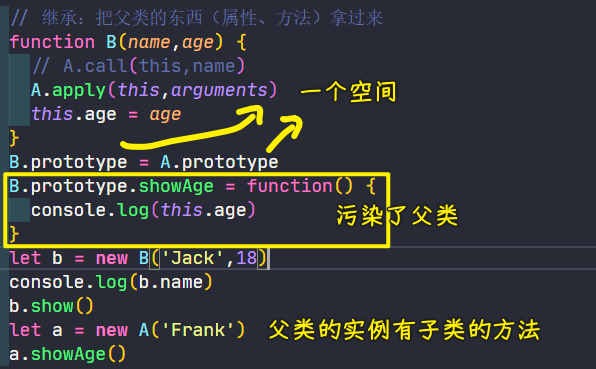 // 继承：把父类的东西（属性、方法）拿过来
function B(name,age) {
// A.call(this,name)
A.apply(this,arguments) 一个空间
this.age = age
}
B.prototype = A.prototype
B.prototype.showAge = function() {
console.log(this.age) 污染了父类
}
let b = new B('Jack',18)
console.log(b.name)
b.show()
let a = new A('Frank') 父类的实例有子类的方法
a.showAge()